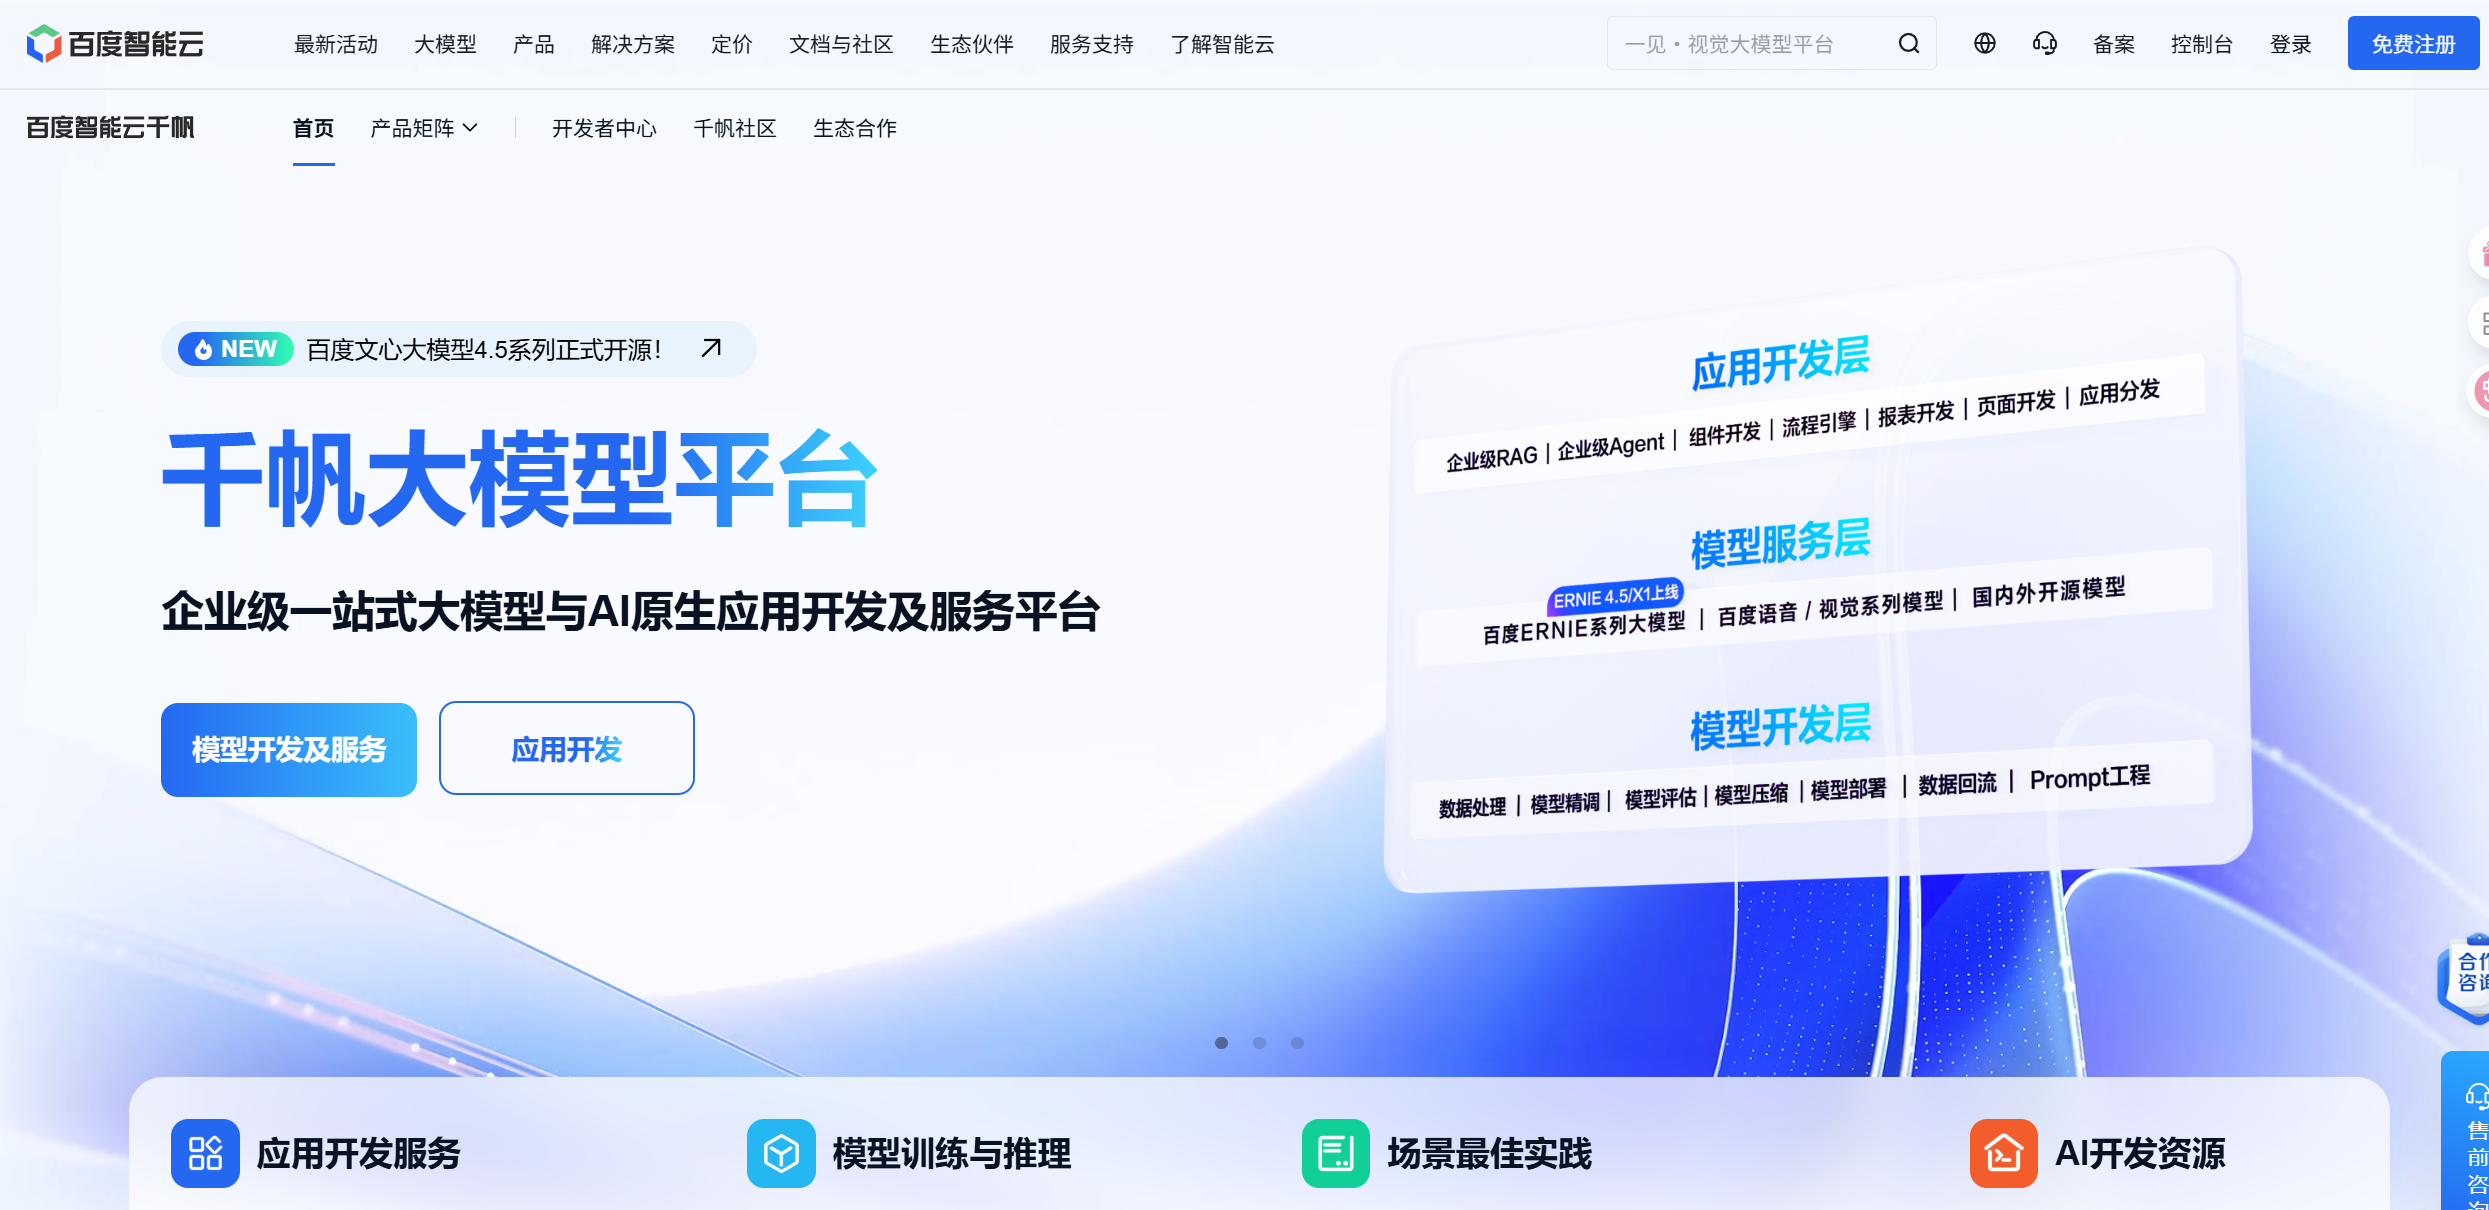 百度智能云
最新活动 大模型 产品 解决方案 定价 文档与社区 生态伙伴 服务支持 了解智能云
一见·视觉大模型平台
备案 控制台 登录 免费注册
百度智能云千帆
首页 产品矩阵 开发者中心 千帆社区 生态合作
NEW 百度文心大模型4.5系列正式开源！
千帆大模型平台
企业级一站式大模型与AI原生应用开发及服务平台
模型开发及服务 应用开发
应用开发层
企业级RAG | 企业级Agent | 组件开发 | 流程引擎 | 报表开发 | 页面开发 | 应用分发
模型服务层
ERNIE 4.5/X1上线
百度ERNIE系列大模型 | 百度语音 / 视觉系列模型 | 国内外开源模型
模型开发层
数据处理 | 模型精调 | 模型评估 | 模型压缩 | 模型部署 | 数据回流 | Prompt工程
合作
咨询
应用开发服务 模型训练与推理 场景最佳实践 AI开发资源
售
前
咨